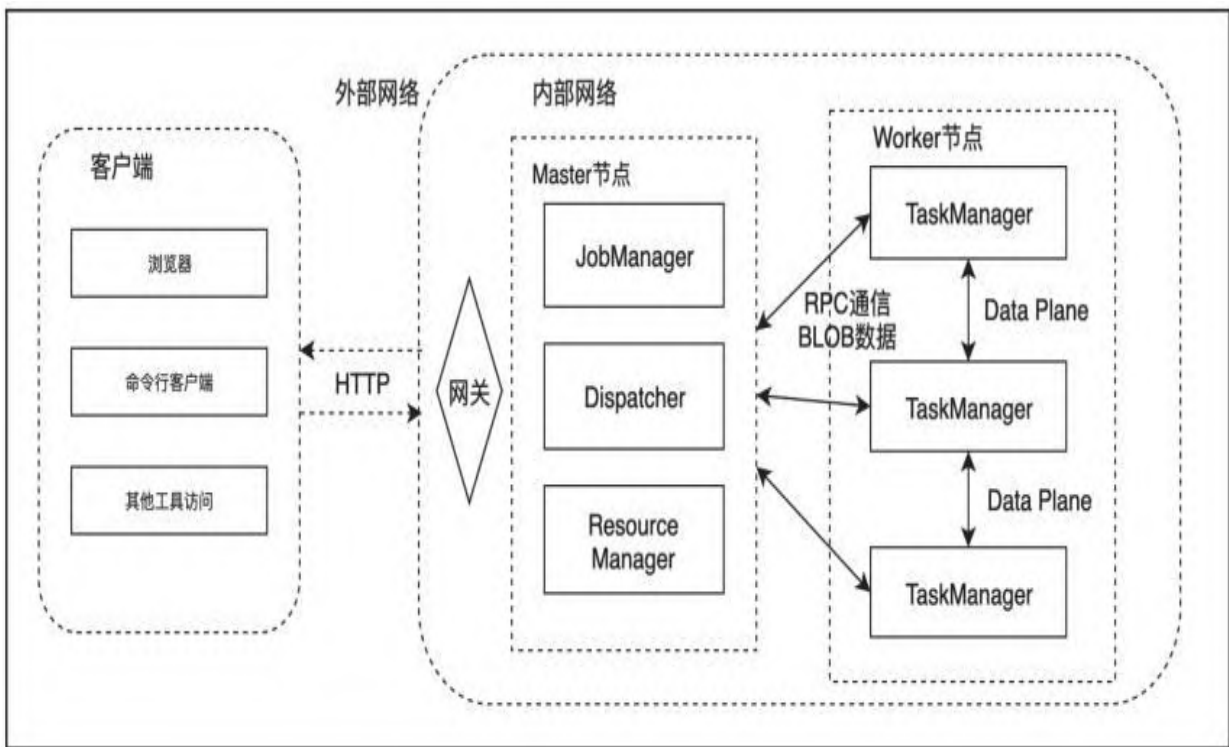 外部网络
内部网络
客户端
浏览器
命令行客户端
其他工具访问
HTTP
网关
Master节点
JobManager
Dispatcher
Resource
Manager
RPC通信
BLOB数据
Worker节点
TaskManager
Data Plane
TaskManager
Data Plane
TaskManager